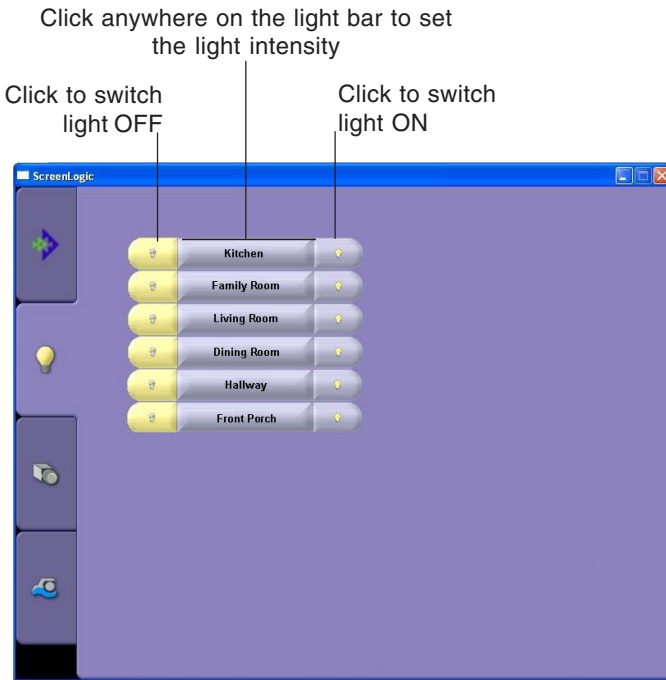 Click anywhere on the light bar to set
the light intensity
Click to switch
light OFF
Click to switch
light ON
ScreenLogic
Kitchen
Family Room
Living Room
Dining Room
Hallway
Front Porch